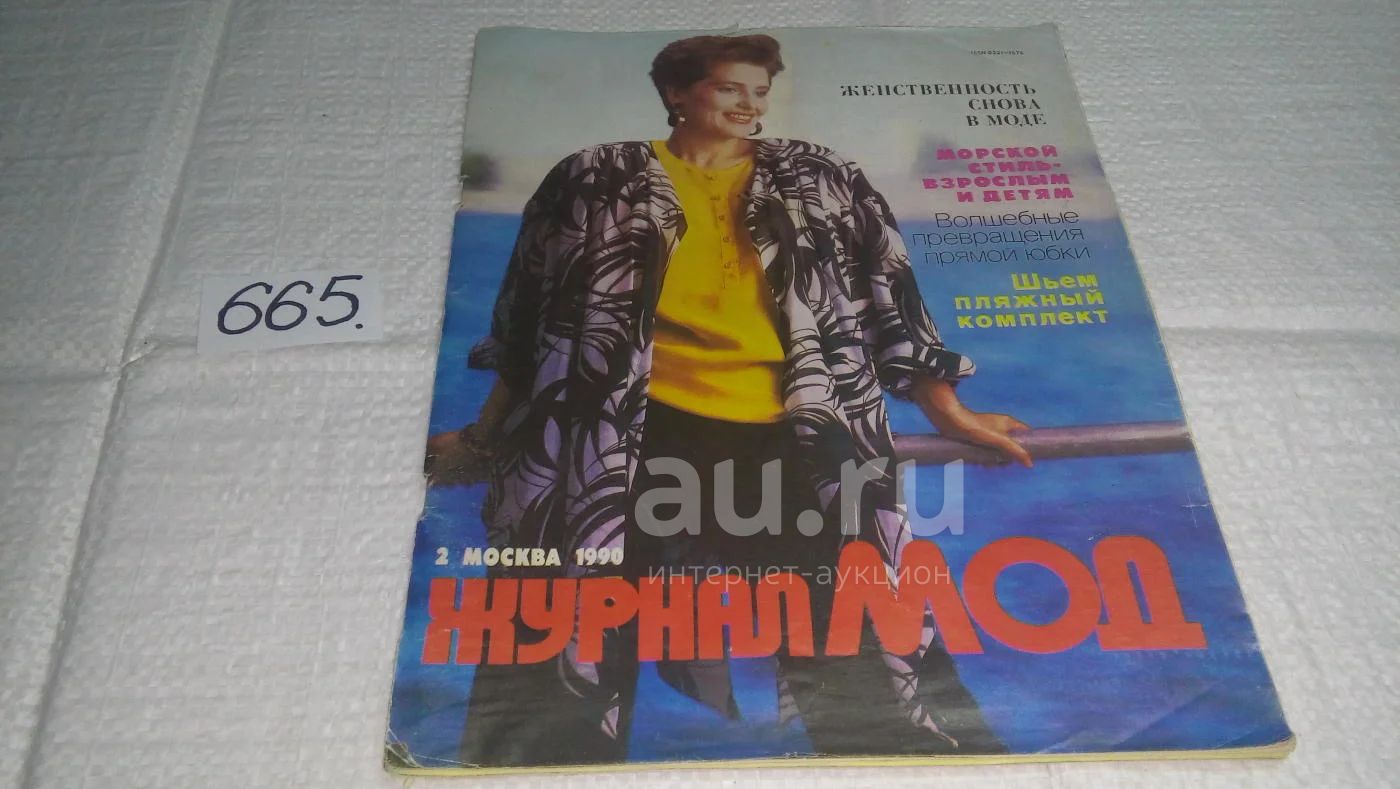 ЖЕНСТВЕННОСТЬ
СНОВА
В МОДЕ
МОРСКОЙ
СТИЛЬ-
ВЗРОСЛЫМ
И ДЕТЯМ
Волшебные
превращения
прямой юбки
Шьем
пляжный
комплект
665.
au.ru
интернет-аукцион
2 МОСКВА 1990
ЖУРНАЛ МОД